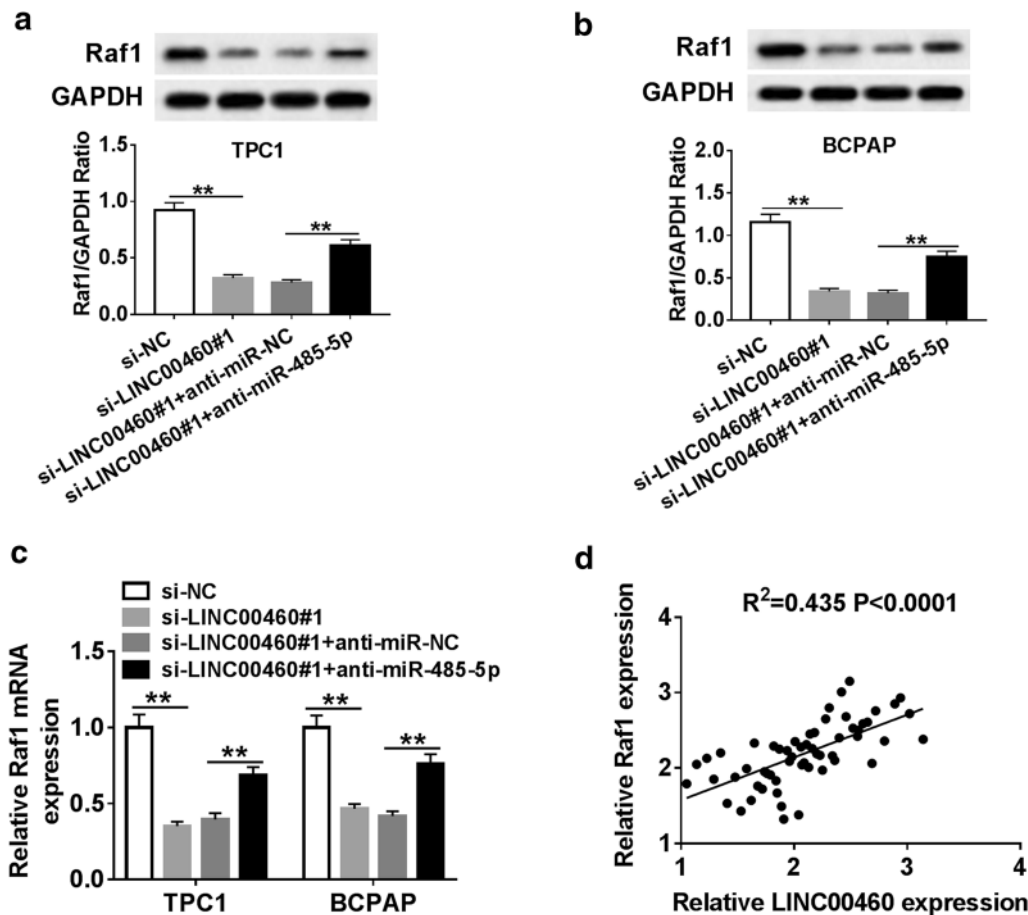 a
Raf1
GAPDH
TPC1
Raf1/GAPDH Ratio
1.0
0.5
0.0
**
**
si-NC
si-LINC00460#1
si-LINC00460#1+anti-miR-NC
si-LINC00460#1+anti-miR-485-5p
b
Raf1
GAPDH
BCPAP
Raf1/GAPDH Ratio
2.0
1.5
1.0
0.5
0.0
**
**
si-NC
si-LINC00460#1
si-LINC00460#1+anti-miR-NC
si-LINC00460#1+anti-miR-485-5p
c
si-NC
si-LINC00460#1
si-LINC00460#1+anti-miR-NC
si-LINC00460#1+anti-miR-485-5p
Relative Raf1 mRNA
expression
1.5
1.0
0.5
0.0
**
**
**
**
TPC1
BCPAP
d
R²=0.435 P<0.0001
Relative Raf1 expression
4
3
2
1
1 2 3 4
Relative LINC00460 expression